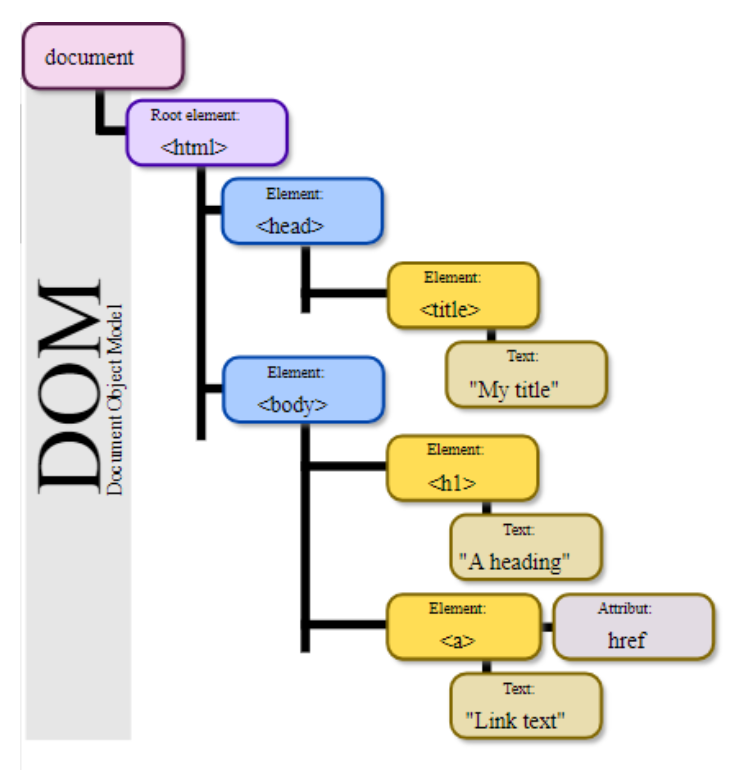 document
Root element:
<html>
Element:
<head>
Element:
<title>
Text:
"My title"
DOM
Document Object Model
Element:
<body>
Element:
<h1>
Text:
"A heading"
Element:
<a>
Attribut:
href
Text:
"Link text"